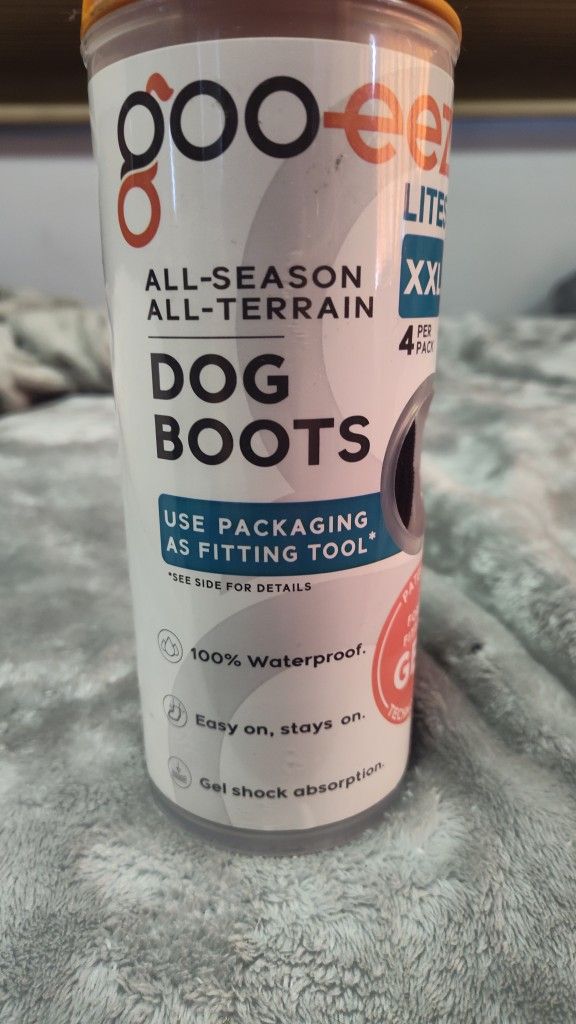 goo-eez
LITES
XXL
4 PER
PACK
ALL-SEASON
ALL-TERRAIN
DOG
BOOTS
USE PACKAGING
AS FITTING TOOL*
*SEE SIDE FOR DETAILS
100% Waterproof.
Easy on, stays on.
Gel shock absorption.